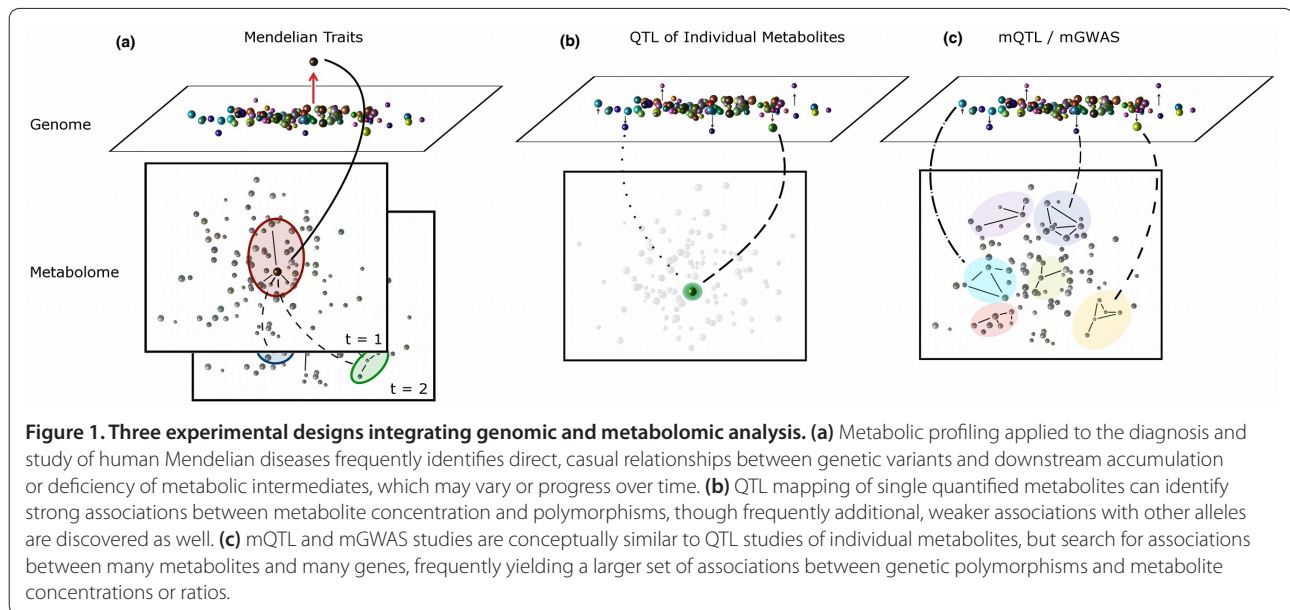 (a) Mendelian Traits
(b) QTL of Individual Metabolites
(c) mQTL / mGWAS
Genome
Metabolome
t = 1
t = 2
Figure 1. Three experimental designs integrating genomic and metabolomic analysis. (a) Metabolic profiling applied to the diagnosis and
study of human Mendelian diseases frequently identifies direct, casual relationships between genetic variants and downstream accumulation
or deficiency of metabolic intermediates, which may vary or progress over time. (b) QTL mapping of single quantified metabolites can identify
strong associations between metabolite concentration and polymorphisms, though frequently additional, weaker associations with other alleles
are discovered as well. (c) mQTL and mGWAS studies are conceptually similar to QTL studies of individual metabolites, but search for associations
between many metabolites and many genes, frequently yielding a larger set of associations between genetic polymorphisms and metabolite
concentrations or ratios.